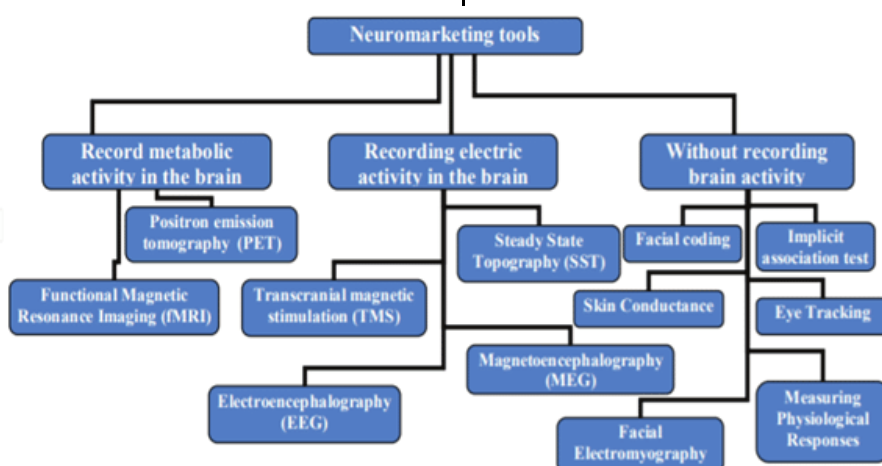 Neuromarketing tools
Record metabolic
activity in the brain
Recording electric
activity in the brain
Without recording
brain activity
Positron emission
tomography (PET)
Functional Magnetic
Resonance Imaging (fMRI)
Steady State
Topography (SST)
Transcranial magnetic
stimulation (TMS)
Magnetoencephalography
(MEG)
Electroencephalography
(EEG)
Facial coding
Implicit
association test
Skin Conductance
Eye Tracking
Measuring
Physiological
Responses
Facial
Electromyography